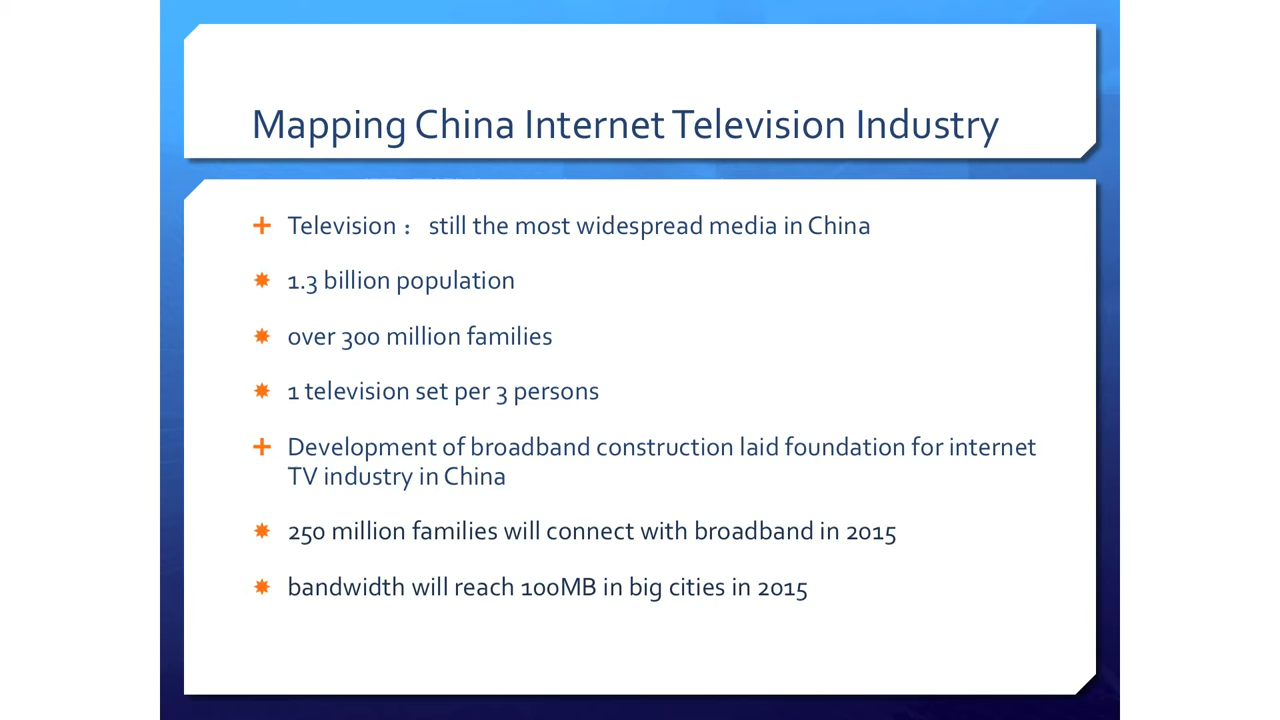 Mapping China Internet Television Industry
Television： still the most widespread media in China
1.3 billion population
over 300 million families
1 television set per 3 persons
Development of broadband construction laid foundation for internet
TV industry in China
250 million families will connect with broadband in 2015
bandwidth will reach 100MB in big cities in 2015